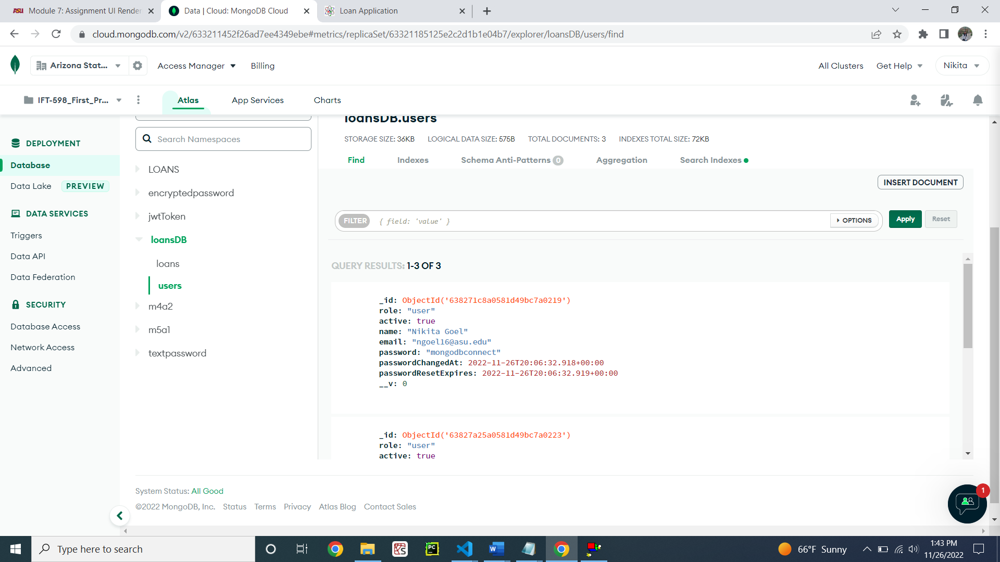 ASU Module 7: Assignment UI Render
Data | Cloud: MongoDB Cloud
Loan Application
cloud.mongodb.com/v2/633211452f26ad7ee4349ebe#metrics/replicaSet/63321185125e2c2d1b1e04b7/explorer/loansDB/users/find
Arizona Stat...
Access Manager
Billing
All Clusters
Get Help
Nikita
IFT-598_First_Pr...
Atlas
App Services
Charts
DEPLOYMENT
Database
Data Lake PREVIEW
DATA SERVICES
Triggers
Data API
Data Federation
SECURITY
Database Access
Network Access
Advanced
Search Namespaces
LOANS
encryptedpassword
jwtToken
loansDB
loans
users
m4a2
m5a1
textpassword
loansDB.users
STORAGE SIZE: 36KB LOGICAL DATA SIZE: 575B TOTAL DOCUMENTS: 3 INDEXES TOTAL SIZE: 72KB
Find Indexes Schema Anti-Patterns 0 Aggregation Search Indexes
INSERT DOCUMENT
FILTER { field: 'value' } OPTIONS Apply Reset
QUERY RESULTS: 1-3 OF 3
_id: ObjectId('638271c8a0581d49bc7a0219')
role: "user"
active: true
name: "Nikita Goel"
email: "ngoel16@asu.edu"
password: "mongodbconnect"
passwordChangedAt: 2022-11-26T20:06:32.918+00:00
passwordResetExpires: 2022-11-26T20:06:32.919+00:00
__v: 0
_id: ObjectId('63827a25a0581d49bc7a0223')
role: "user"
active: true
System Status: All Good
©2022 MongoDB, Inc. Status Terms Privacy Atlas Blog Contact Sales
1
Type here to search
PC
W
66°F Sunny
1:43 PM
11/26/2022